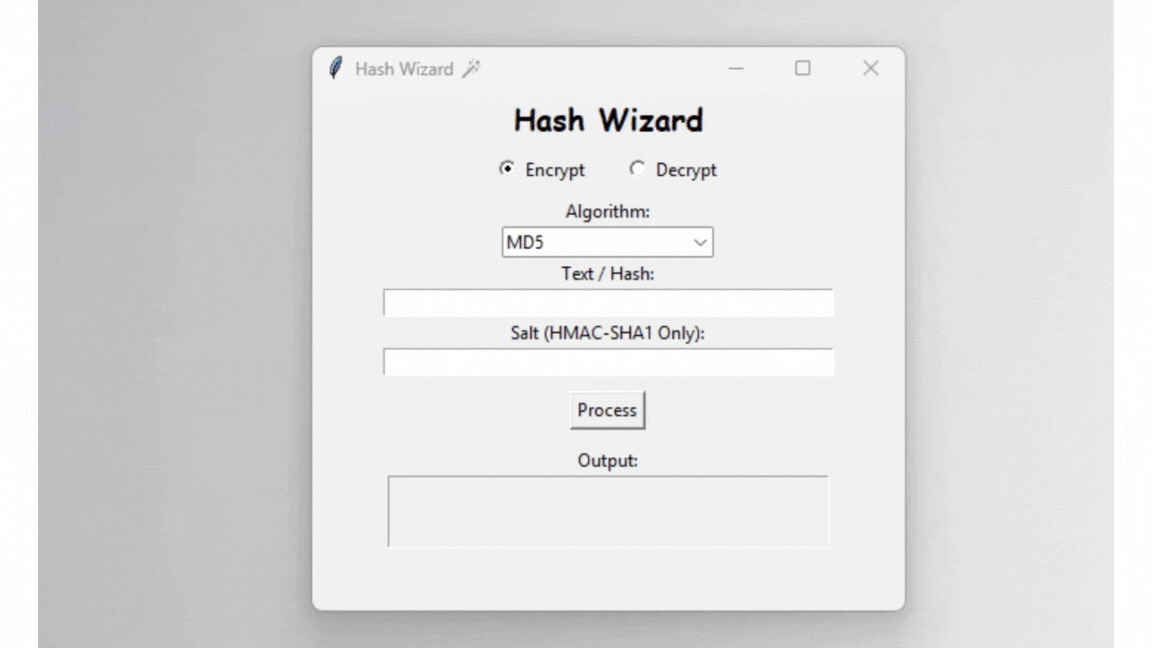 Hash Wizard
Hash Wizard
Encrypt Decrypt
Algorithm:
MD5
Text / Hash:
Salt (HMAC-SHA1 Only):
Process
Output: